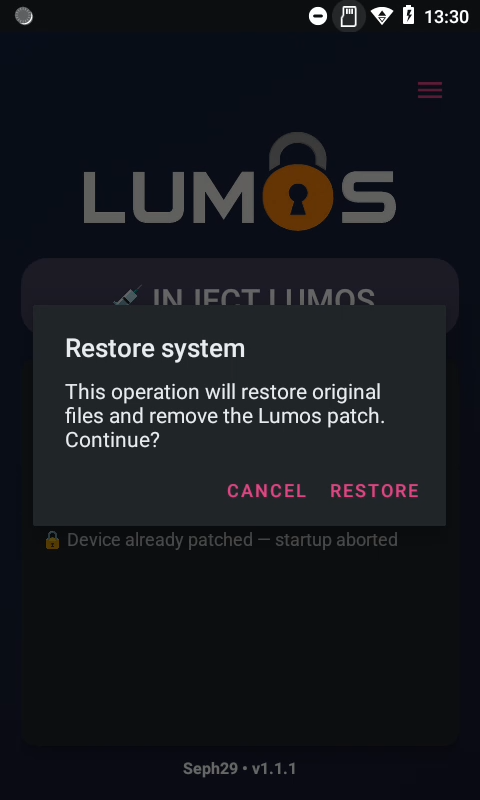 13:30
LUMOS
💉 INJECT LUMOS
Restore system
This operation will restore original
files and remove the Lumos patch.
Continue?
CANCEL RESTORE
🔒 Device already patched — startup aborted
Seph29 • v1.1.1